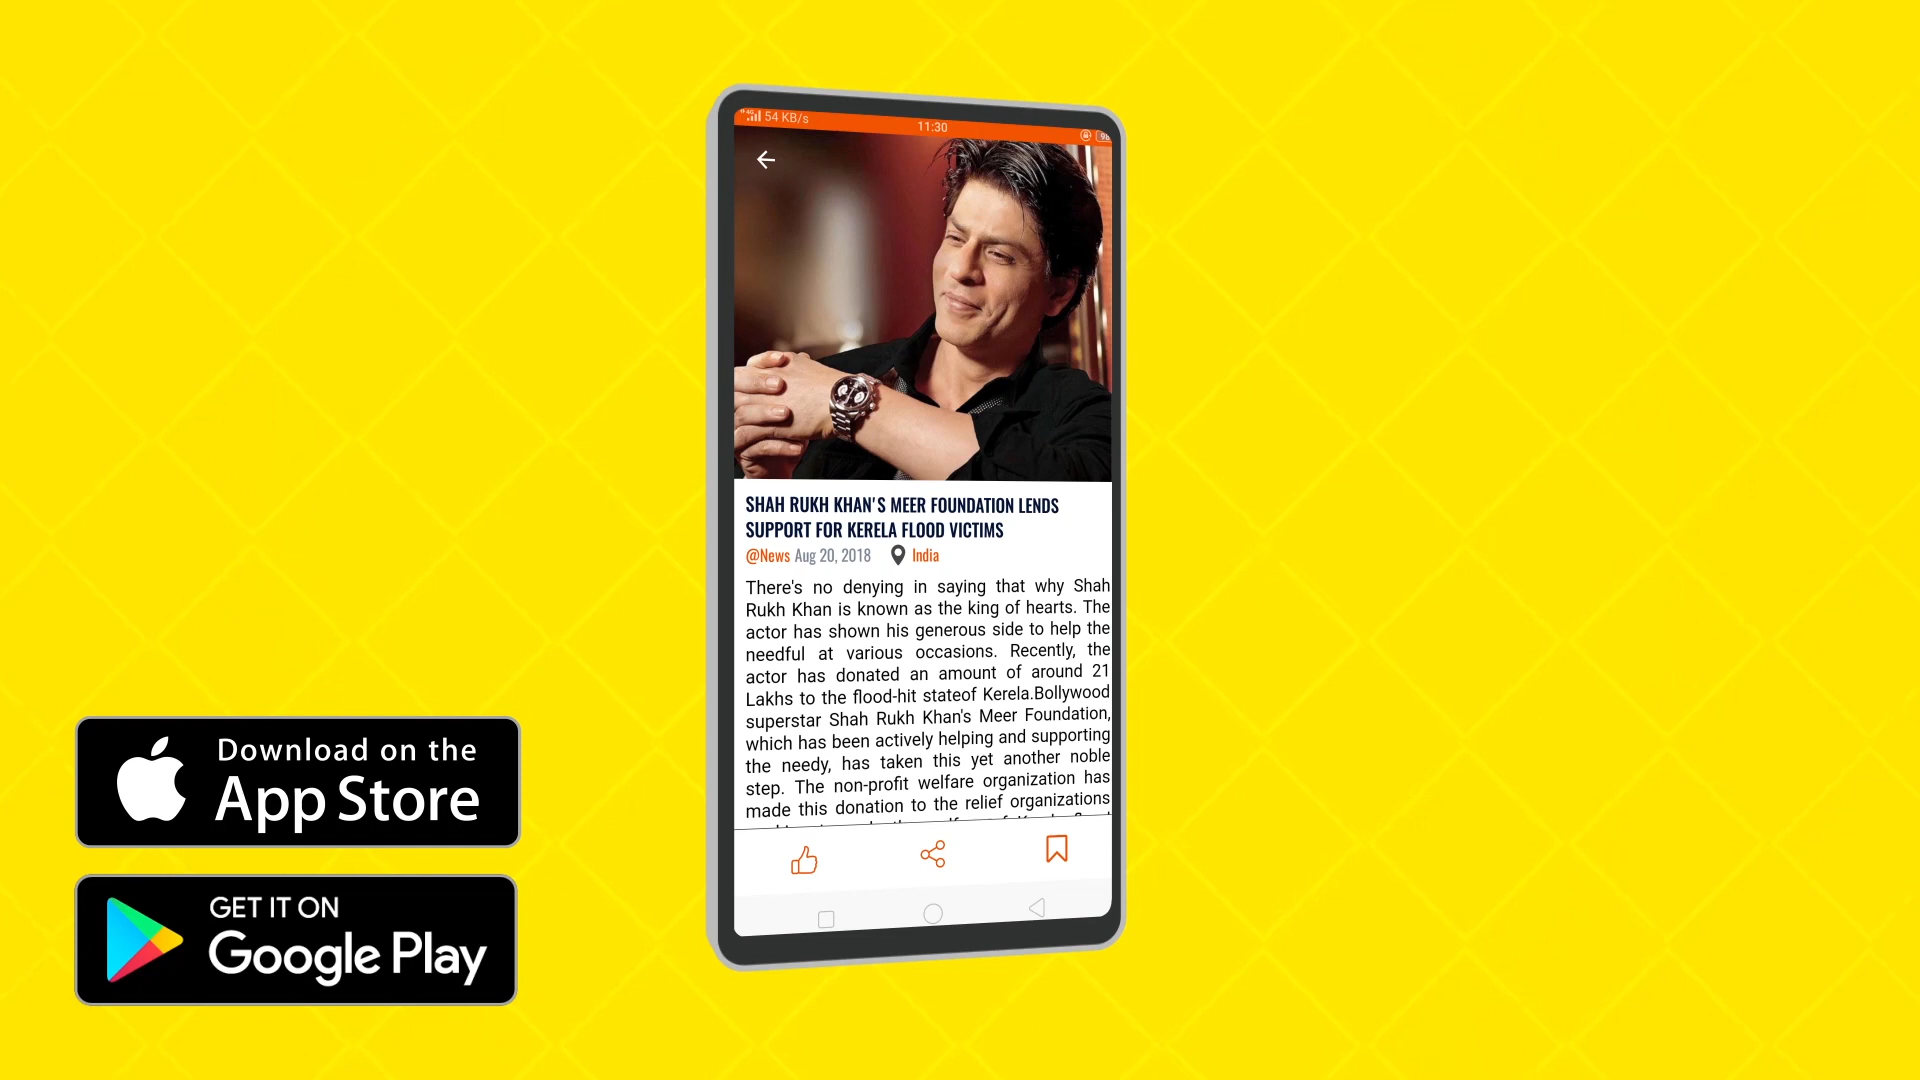 54 KB/s
11:30
SHAH RUKH KHAN'S MEER FOUNDATION LENDS
SUPPORT FOR KERELA FLOOD VICTIMS
@News Aug 20, 2018 India
There's no denying in saying that why Shah
Rukh Khan is known as the king of hearts. The
actor has shown his generous side to help the
needful at various occasions. Recently, the
actor has donated an amount of around 21
Lakhs to the flood-hit stateof Kerela.Bollywood
superstar Shah Rukh Khan's Meer Foundation,
which has been actively helping and supporting
the needy, has taken this yet another noble
step. The non-profit welfare organization has
made this donation to the relief organizations
Download on the
App Store
GET IT ON
Google Play